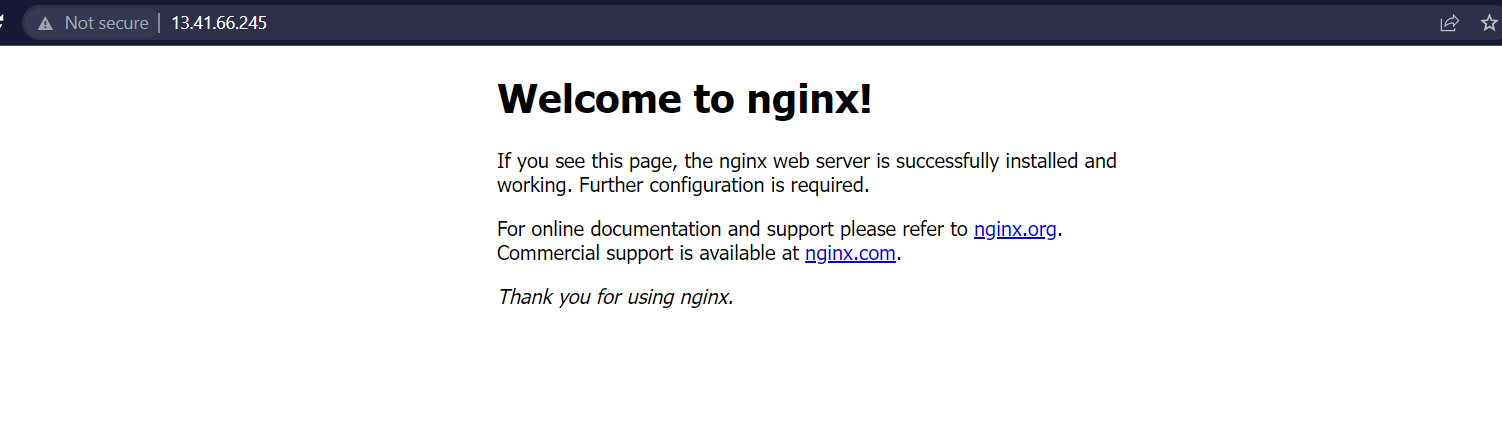 Not secure | 13.41.66.245
Welcome to nginx!
If you see this page, the nginx web server is successfully installed and
working. Further configuration is required.
For online documentation and support please refer to nginx.org.
Commercial support is available at nginx.com.
Thank you for using nginx.